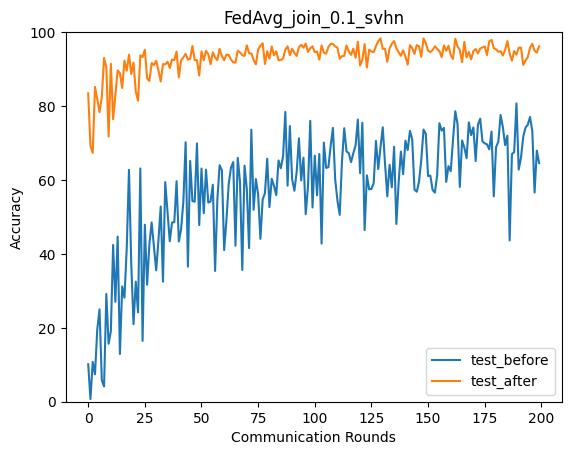 FedAvg_join_0.1_svhn
100
80
60
40
20
0
Accuracy
0 25 50 75 100 125 150 175 200
Communication Rounds
test_before
test_after